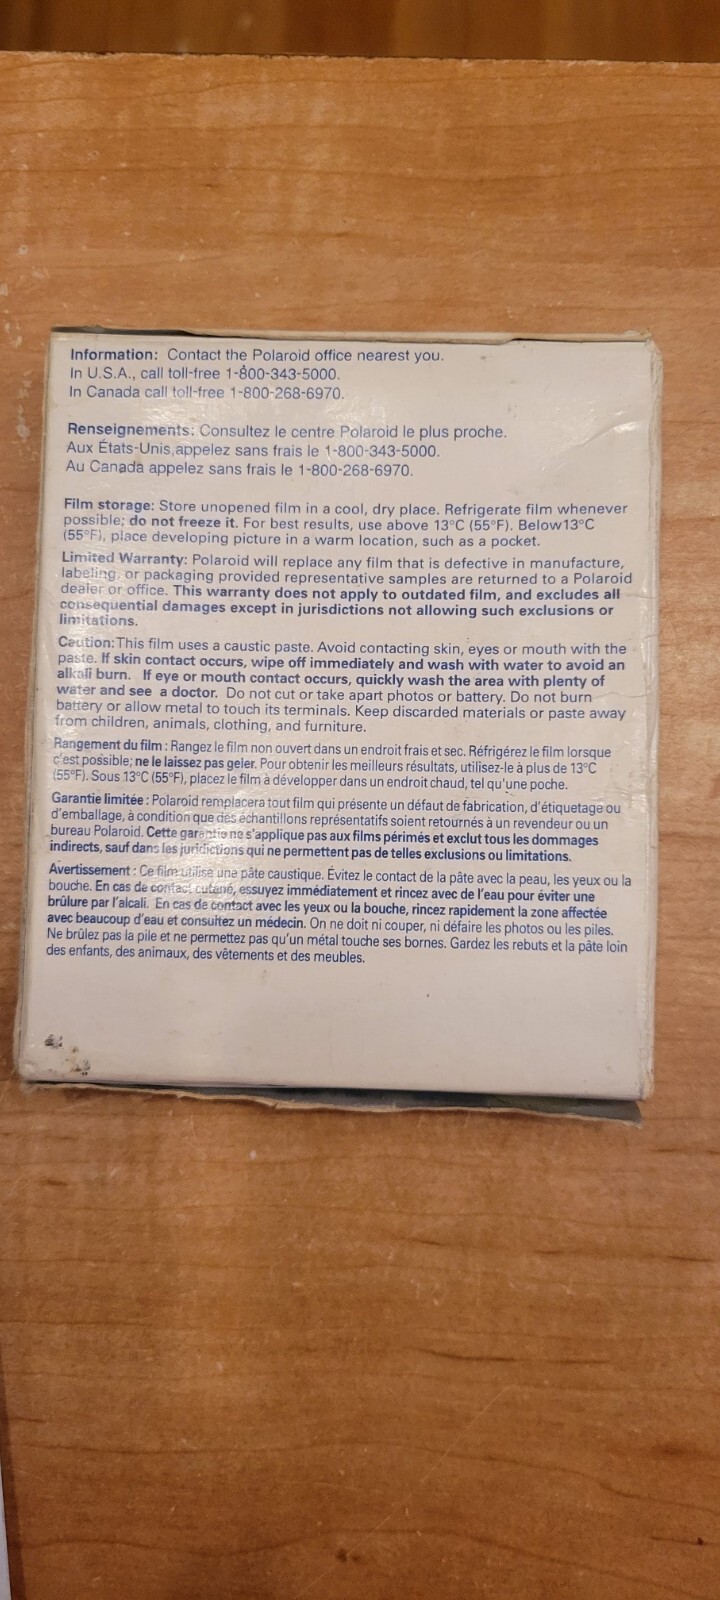 Information: Contact the Polaroid office nearest you.
In U.S.A., call toll-free 1-800-343-5000.
In Canada call toll-free 1-800-268-6970.
Renseignements: Consultez le centre Polaroid le plus proche.
Aux États-Unis, appelez sans frais le 1-800-343-5000.
Au Canada appelez sans frais le 1-800-268-6970.
Film storage: Store unopened film in a cool, dry place. Refrigerate film whenever
possible; do not freeze it. For best results, use above 13°C (55°F). Below 13°C
(55°F), place developing picture in a warm location, such as a pocket.
Limited Warranty: Polaroid will replace any film that is defective in manufacture,
labeling, or packaging provided representative samples are returned to a Polaroid
dealer or office. This warranty does not apply to outdated film, and excludes all
consequential damages except in jurisdictions not allowing such exclusions or
limitations.
Caution: This film uses a caustic paste. Avoid contacting skin, eyes or mouth with the
paste. If skin contact occurs, wipe off immediately and wash with water to avoid an
alkali burn. If eye or mouth contact occurs, quickly wash the area with plenty of
water and see a doctor. Do not cut or take apart photos or battery. Do not burn
battery or allow metal to touch its terminals. Keep discarded materials or paste away
from children, animals, clothing, and furniture.
Rangement du film : Rangez le film non ouvert dans un endroit frais et sec. Réfrigérez le film lorsque
c'est possible; ne le laissez pas geler. Pour obtenir les meilleurs résultats, utilisez-le à plus de 13°C
(55°F). Sous 13°C (55°F), placez le film à développer dans un endroit chaud, tel qu'une poche.
Garantie limitée : Polaroid remplacera tout film qui présente un défaut de fabrication, d'étiquetage ou
d'emballage, à condition que des échantillons représentatifs soient retournés à un revendeur ou un
bureau Polaroid. Cette garantie ne s'applique pas aux films périmés et exclut tous les dommages
indirects, sauf dans les juridictions qui ne permettent pas de telles exclusions ou limitations.
Avertissement : Ce film utilise une pâte caustique. Évitez le contact de la pâte avec la peau, les yeux ou la
bouche. En cas de contact cutané, essuyez immédiatement et rincez avec de l'eau pour éviter une
brûlure par l'alcali. En cas de contact avec les yeux ou la bouche, rincez rapidement la zone affectée
avec beaucoup d'eau et consultez un médecin. On ne doit ni couper, ni défaire les photos ou les piles.
Ne brûlez pas la pile et ne permettez pas qu'un métal touche ses bornes. Gardez les rebuts et la pâte loin
des enfants, des animaux, des vêtements et des meubles.